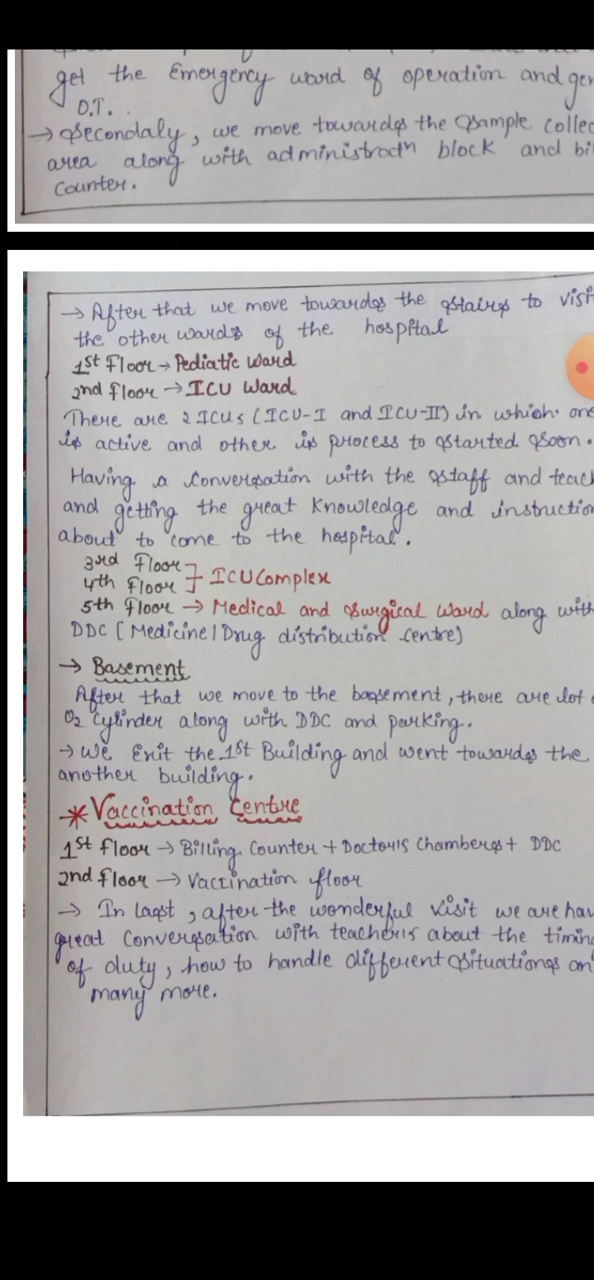 get the Emergency ward of operation and gen
O.T. .
→ Secondaly, we move towards the Sample collec
area along with administractn block and bil
Counter.
→ After that we move towards the stairs to visi
the other wards of the hospital
1st Floor → Pediatic Ward
2nd floor → ICU Ward
There are 2 ICUs (ICU-I and ICU-II) in which one
is active and other is process to started Soon.
Having a Conversation with the staff and teach
and getting the great Knowledge and instruction
about to come to the hospital.
3rd Floor
4th Floor ] ICU Complex
5th Floor → Medical and Surgical Ward along with
DDC [Medicine/Drug distribution Centre)
→ Basement
After that we move to the basement, there are lot o
O2 Cylinder along with DDC and parking.
→ We Exit the 1st Building and went towards the
another building.
* Vaccination Centre
1st floor → Billing Counter + Doctor's Chambers + DDC
2nd floor → Vaccination floor
→ In last, after the wonderful visit we are hav
great Conversation with teacher's about the timing
of duty, how to handle different situations an
many more.